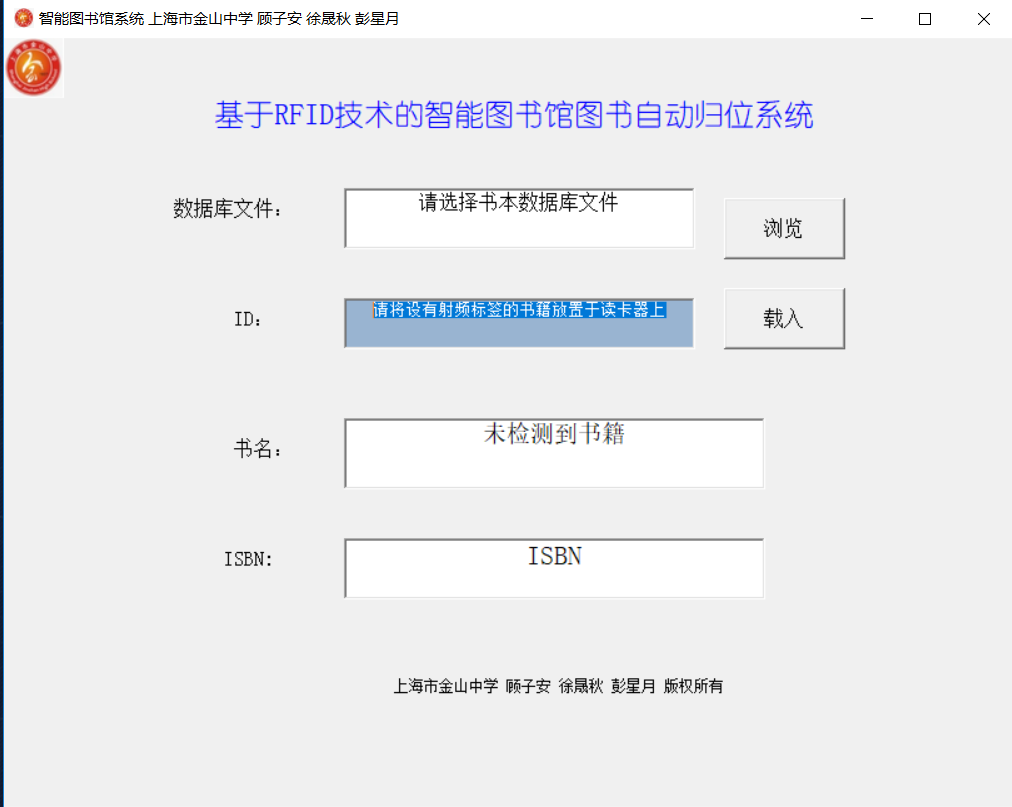 智能图书馆系统 上海市金山中学 顾子安 徐晟秋 彭星月
基于RFID技术的智能图书馆图书自动归位系统
数据库文件：
请选择书本数据库文件
浏览
ID：
请将设有射频标签的书籍放置于读卡器上
载入
书名：
未检测到书籍
ISBN：
ISBN
上海市金山中学 顾子安 徐晟秋 彭星月 版权所有